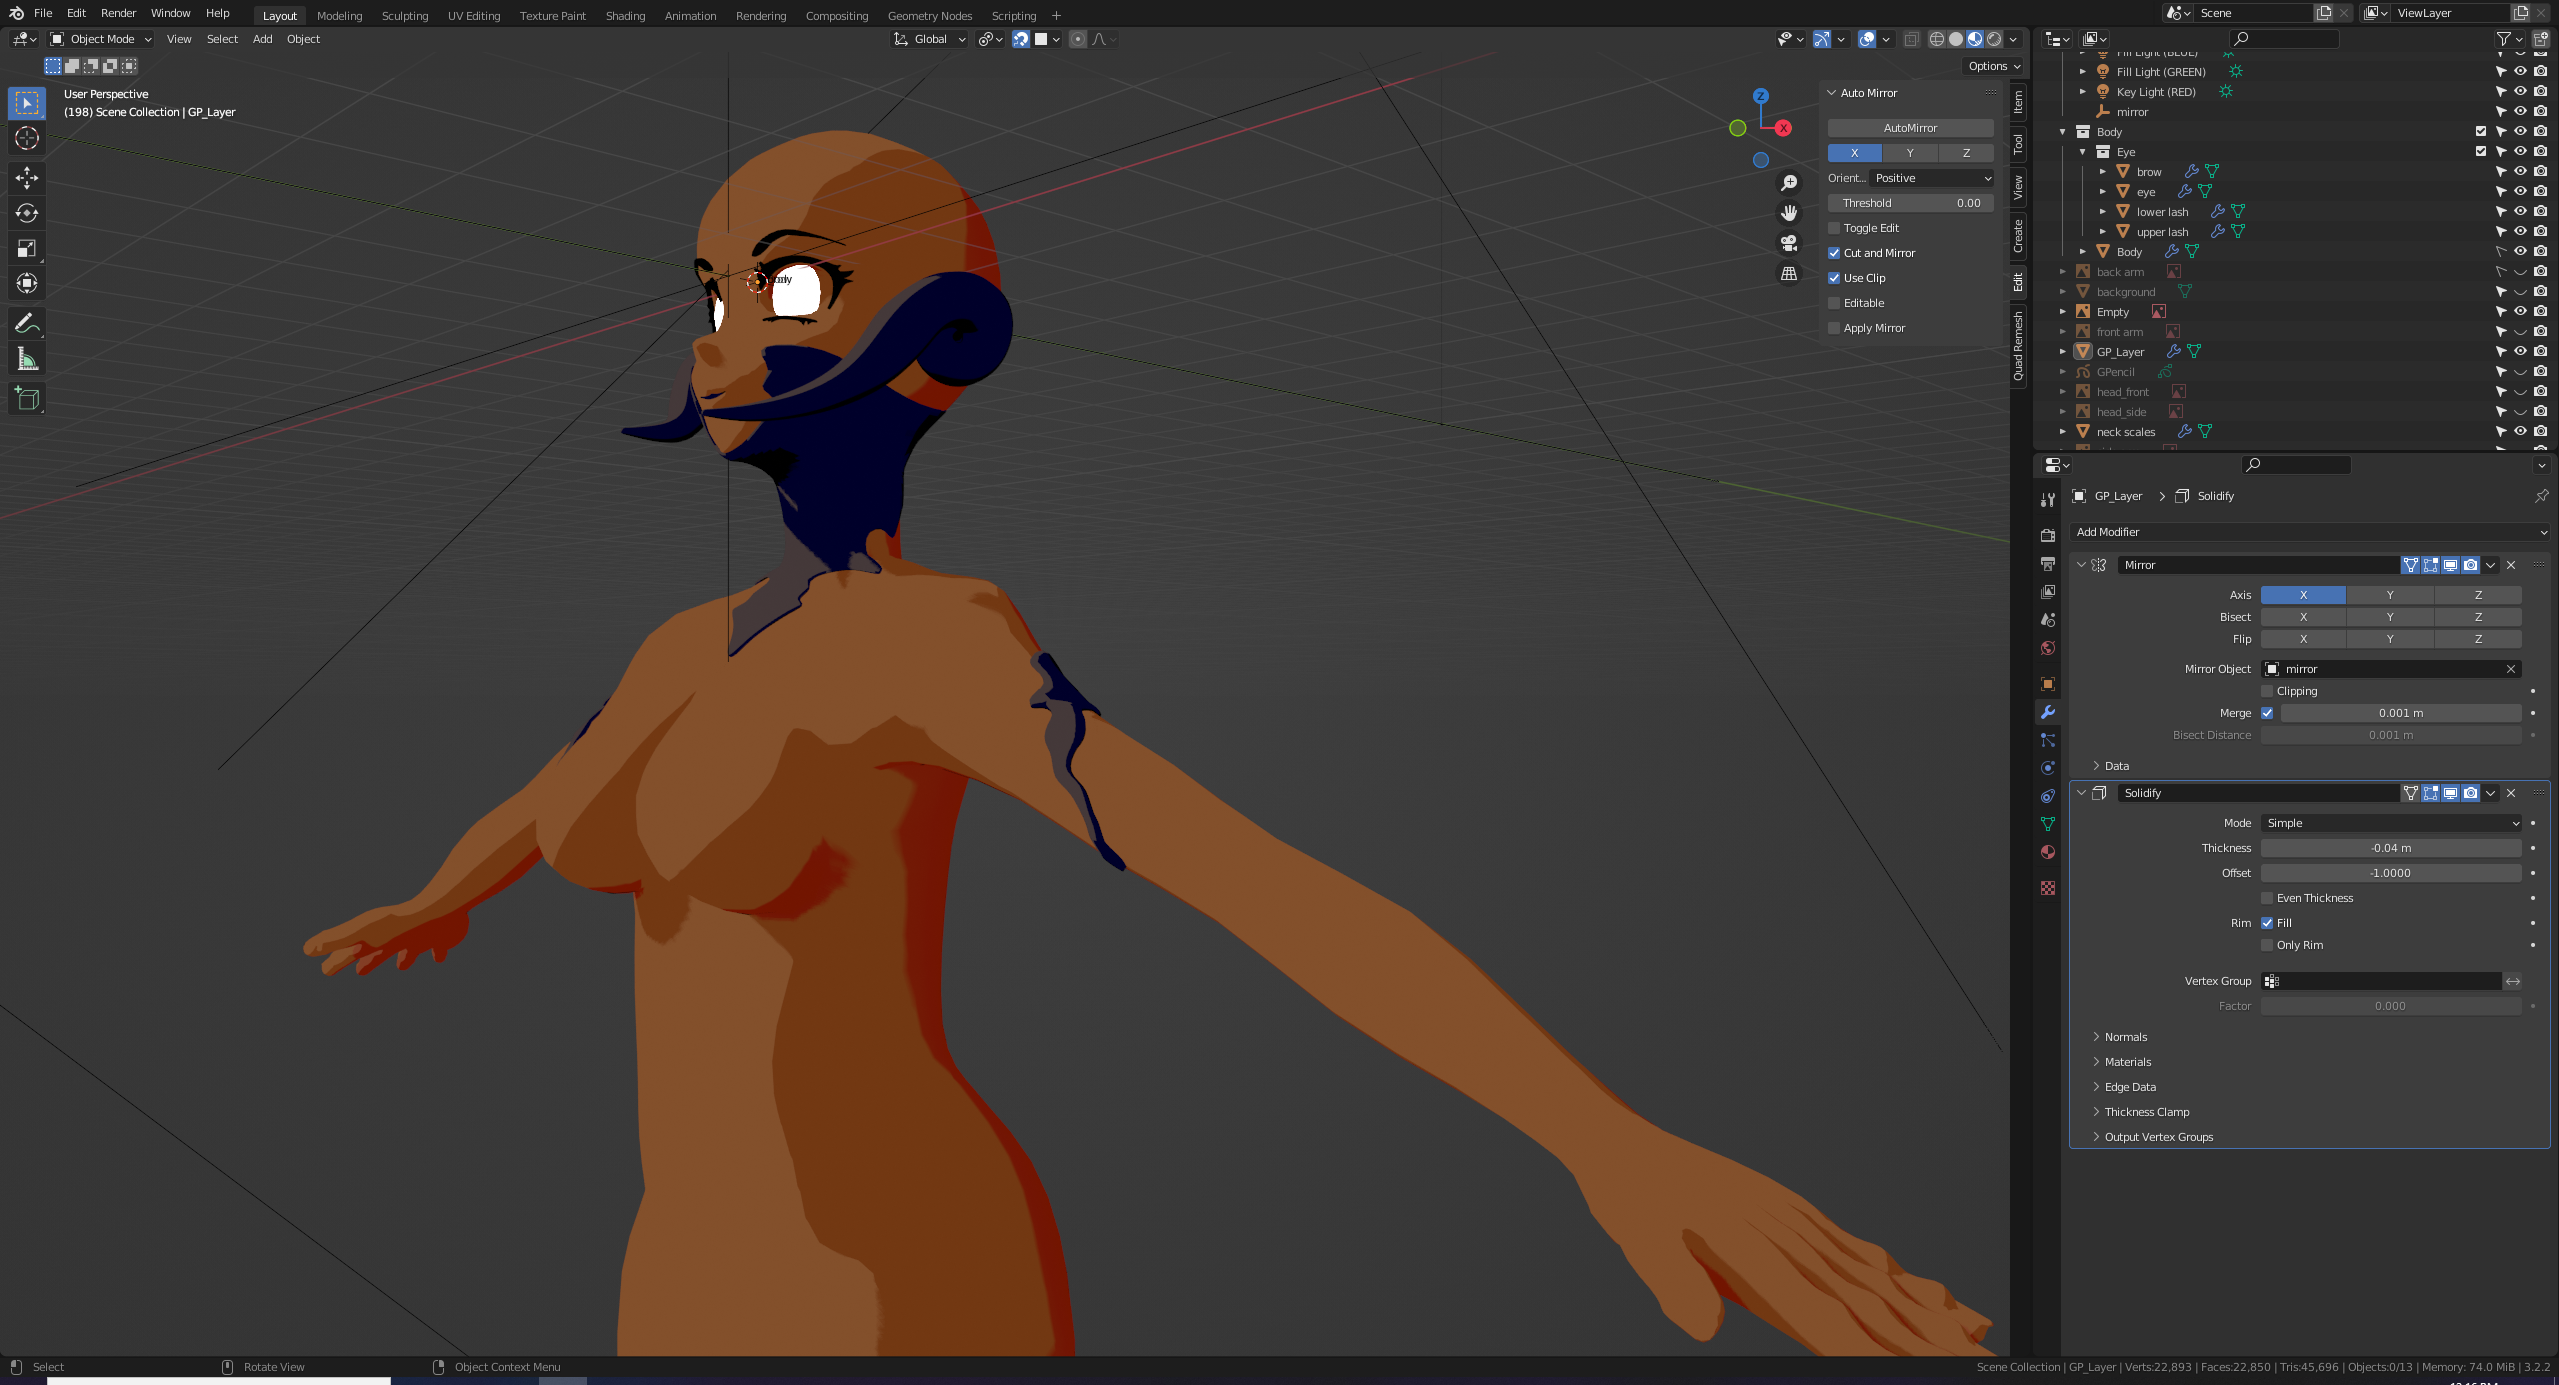 File Edit Render Window Help Layout Modeling Sculpting UV Editing Texture Paint Shading Animation Rendering Compositing Geometry Nodes Scripting + Scene ViewLayer
Object Mode View Select Add Object Global
Options
User Perspective
(198) Scene Collection | GP_Layer
Z
X
Auto Mirror
AutoMirror
X Y Z
Orient... Positive
Threshold 0.00
Toggle Edit
Cut and Mirror
Use Clip
Editable
Apply Mirror
Item
Tool
View
Create
Edit
Quad Remesh
Fill Light (BLUE)
Fill Light (GREEN)
Key Light (RED)
mirror
Body
Eye
brow
eye
lower lash
upper lash
Body
back arm
background
Empty
front arm
GP_Layer
GPencil
head_front
head_side
neck scales
GP_Layer > Solidify
Add Modifier
Mirror
Axis X Y Z
Bisect X Y Z
Flip X Y Z
Mirror Object mirror
Clipping
Merge 0.001 m
Bisect Distance 0.001 m
Data
Solidify
Mode Simple
Thickness -0.04 m
Offset -1.0000
Even Thickness
Rim Fill
Only Rim
Vertex Group
Factor 0.000
Normals
Materials
Edge Data
Thickness Clamp
Output Vertex Groups
Select Rotate View Object Context Menu
Scene Collection | GP_Layer | Verts:22,893 | Faces:22,850 | Tris:45,696 | Objects:0/13 | Memory: 74.0 MiB | 3.2.2